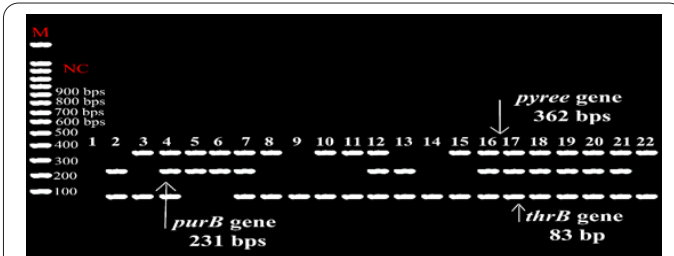 M
NC
900 bps
800 bps
700 bps
600 bps
500
400
300
200
100
1 2 3 4 5 6 7 8 9 10 11 12 13 14 15 16 17 18 19 20 21 22
pyree gene
362 bps
purB gene
231 bps
thrB gene
83 bp